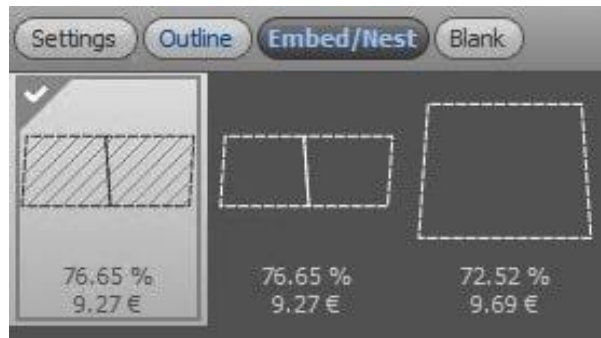 Settings Outline Embed/Nest Blank
76.65 % 76.65 % 72.52 %
9.27 € 9.27 € 9.69 €